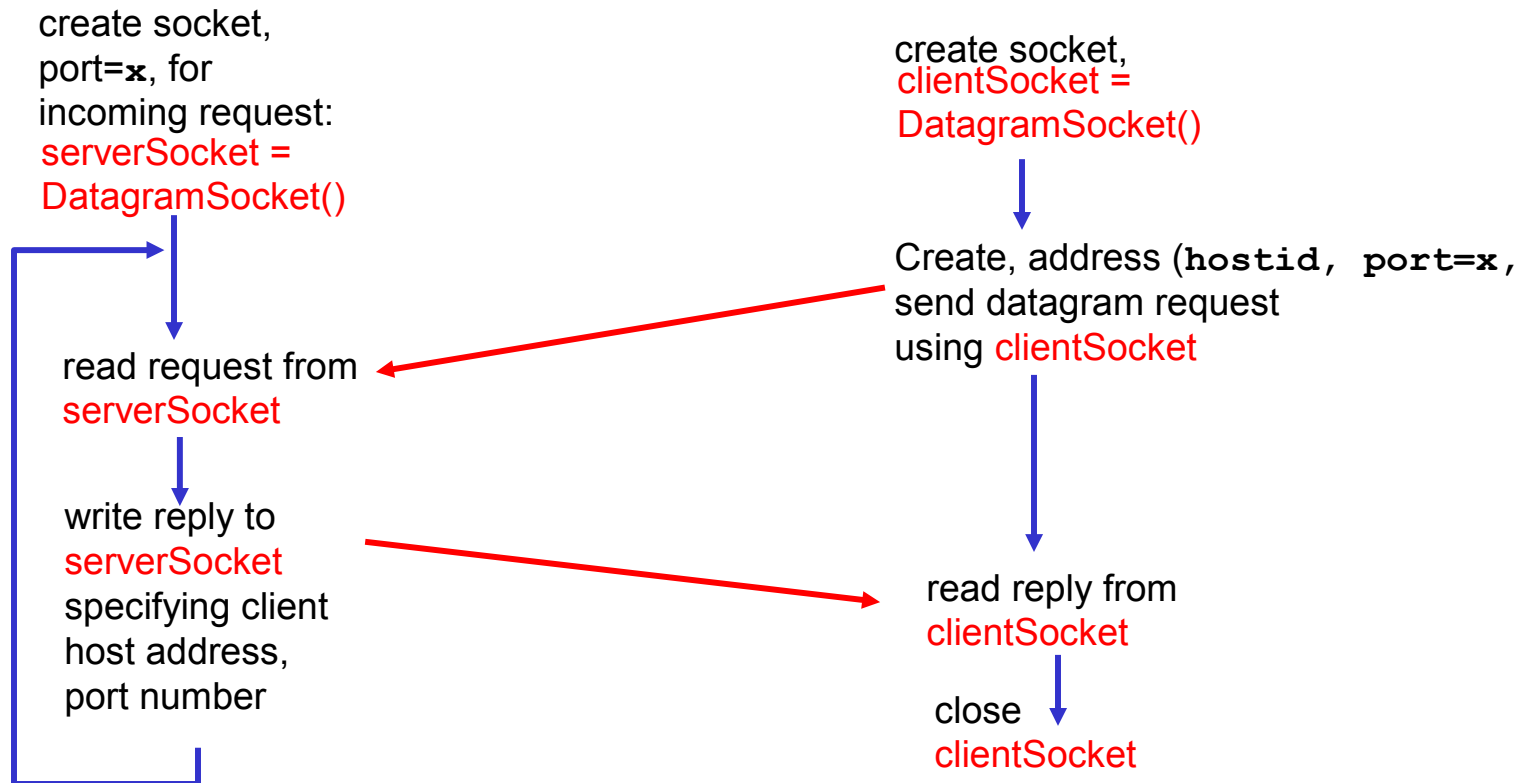 create socket,
port=x, for
incoming request:
serverSocket =
DatagramSocket()
read request from
serverSocket
write reply to
serverSocket
specifying client
host address,
port number
create socket,
clientSocket =
DatagramSocket()
Create, address (hostid, port=x,
send datagram request
using clientSocket
read reply from
clientSocket
close
clientSocket